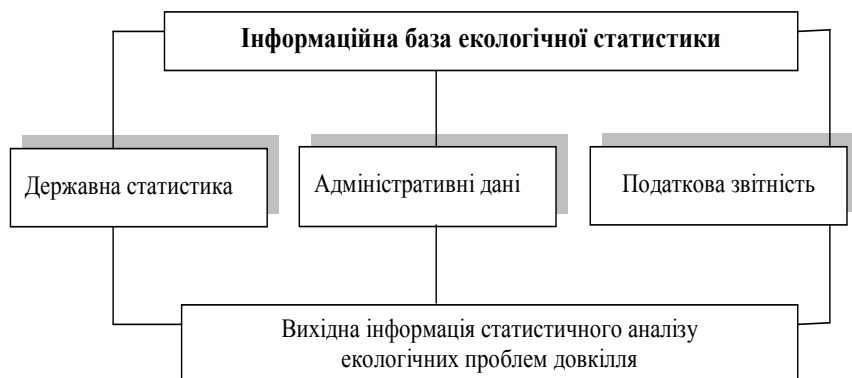 Інформаційна база екологічної статистики
Державна статистика
Адміністративні дані
Податкова звітність
Вихідна інформація статистичного аналізу
екологічних проблем довкілля